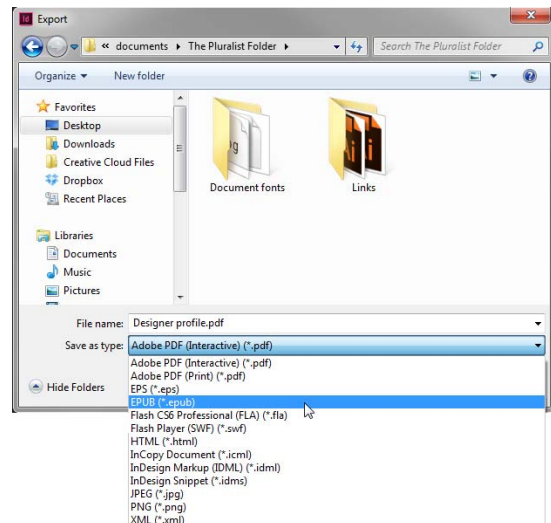 Id Export
« documents ▸ The Pluralist Folder ▸
Search The Pluralist Folder
Organize
New folder
Favorites
Desktop
Downloads
Creative Cloud Files
Dropbox
Recent Places
Libraries
Documents
Music
Pictures
Document fonts
Links
File name: Designer profile.pdf
Save as type: Adobe PDF (Interactive) (*.pdf)
Hide Folders
Adobe PDF (Interactive) (*.pdf)
Adobe PDF (Print) (*.pdf)
EPS (*.eps)
EPUB (*.epub)
Flash CS6 Professional (FLA) (*.fla)
Flash Player (SWF) (*.swf)
HTML (*.html)
InCopy Document (*.icml)
InDesign Markup (IDML) (*.idml)
InDesign Snippet (*.idms)
JPEG (*.jpg)
PNG (*.png)
XML (*.xml)